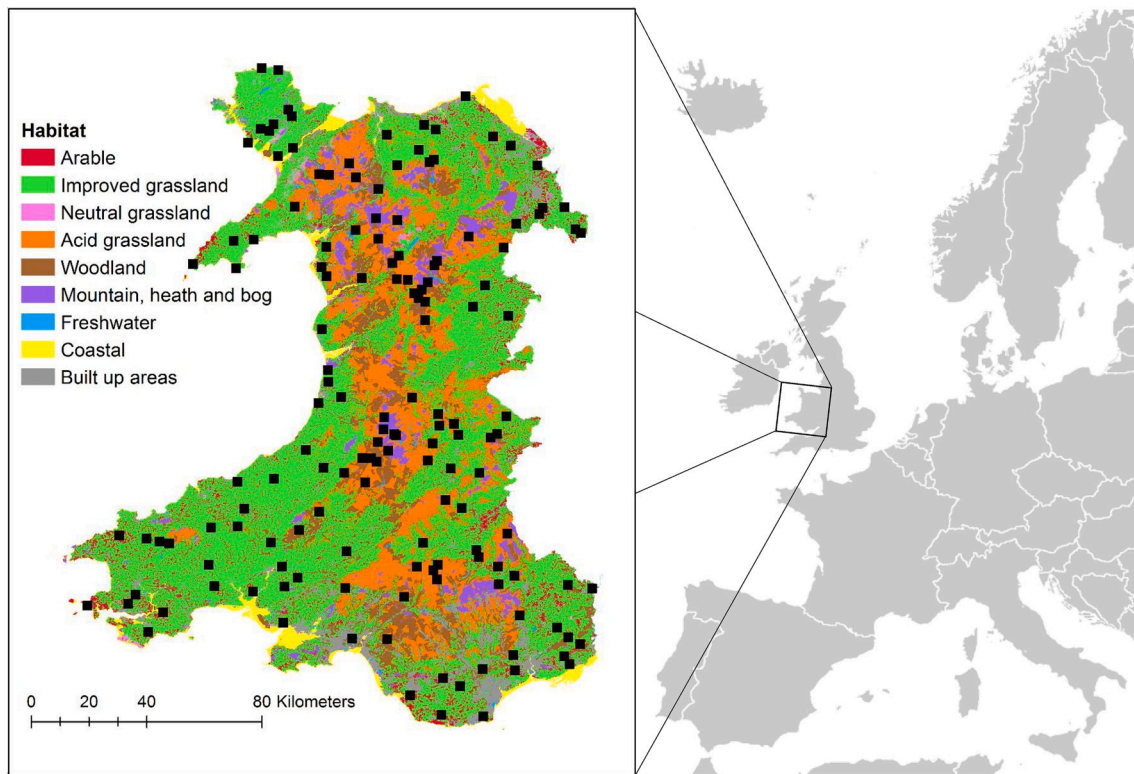 Habitat
Arable
Improved grassland
Neutral grassland
Acid grassland
Woodland
Mountain, heath and bog
Freshwater
Coastal
Built up areas
0 20 40 80 Kilometers